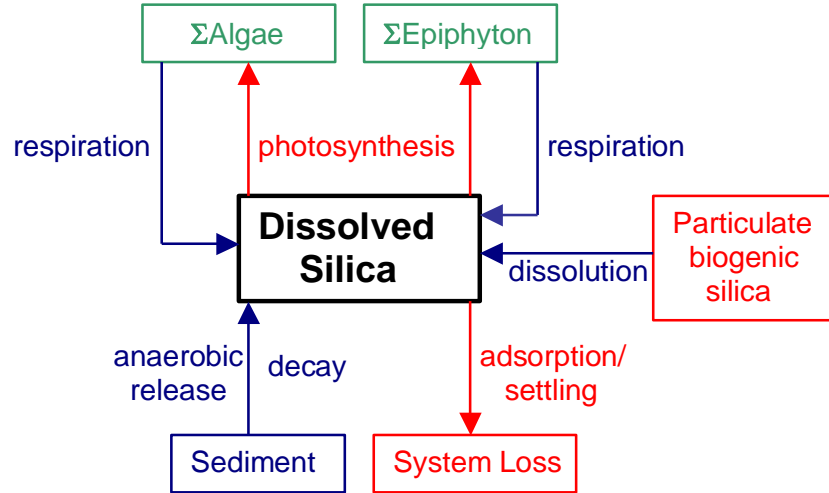 ΣAlgae
ΣEpiphyton
respiration
photosynthesis
respiration
Dissolved
Silica
Particulate
biogenic
silica
dissolution
anaerobic
release
decay
adsorption/
settling
Sediment
System Loss